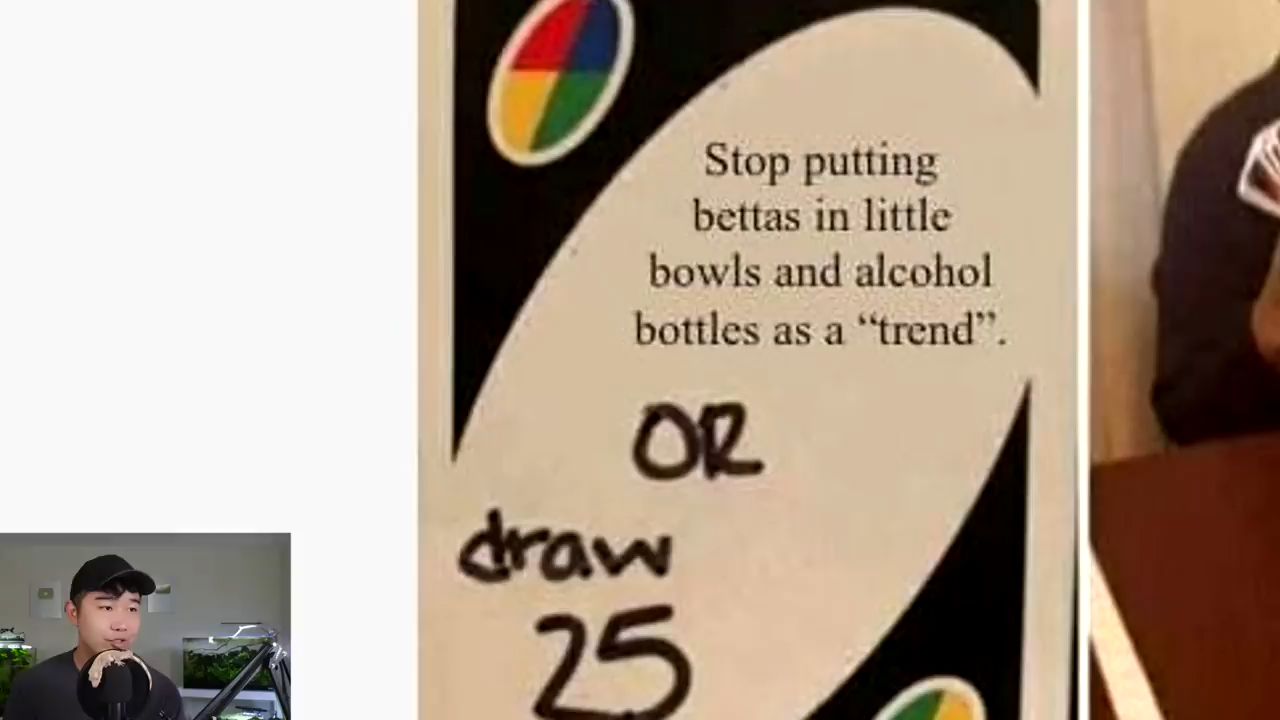 Stop putting
bettas in little
bowls and alcohol
bottles as a “trend”.
OR
draw
25